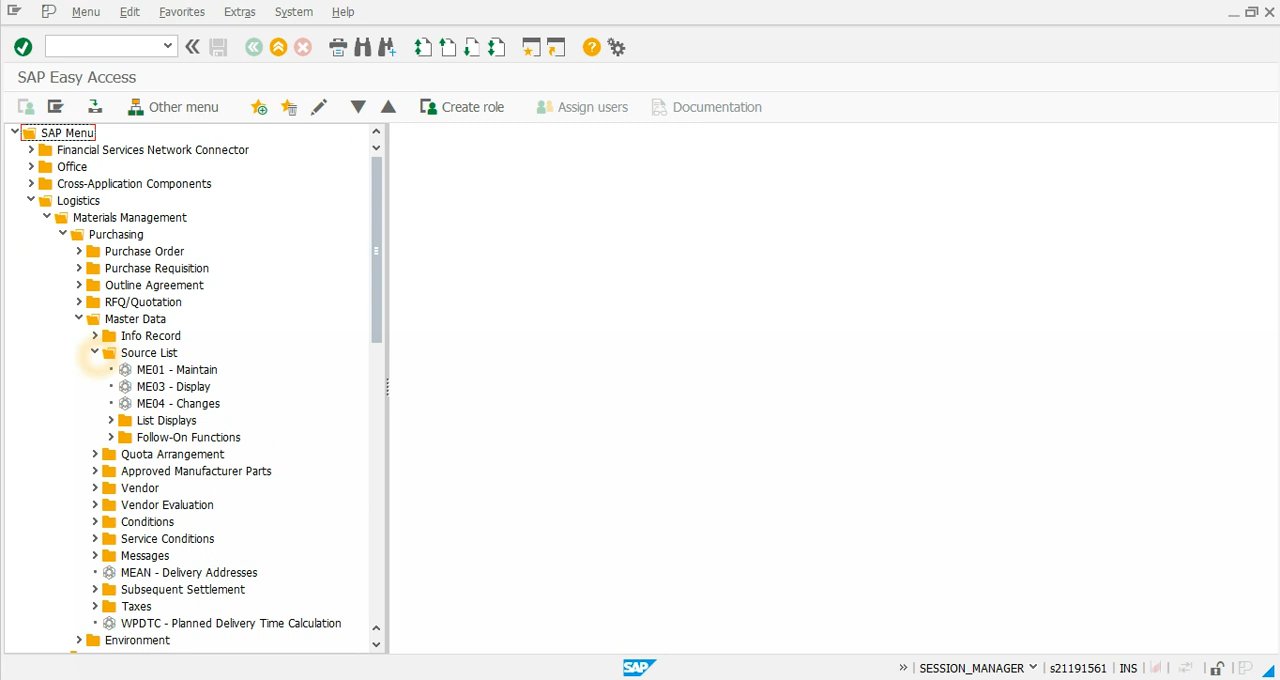 Menu Edit Favorites Extras System Help
SAP Easy Access
Other menu Create role Assign users Documentation
SAP Menu
Financial Services Network Connector
Office
Cross-Application Components
Logistics
Materials Management
Purchasing
Purchase Order
Purchase Requisition
Outline Agreement
RFQ/Quotation
Master Data
Info Record
Source List
ME01 - Maintain
ME03 - Display
ME04 - Changes
List Displays
Follow-On Functions
Quota Arrangement
Approved Manufacturer Parts
Vendor
Vendor Evaluation
Conditions
Service Conditions
Messages
MEAN - Delivery Addresses
Subsequent Settlement
Taxes
WPDTC - Planned Delivery Time Calculation
Environment
SAP SESSION_MANAGER s21191561 INS